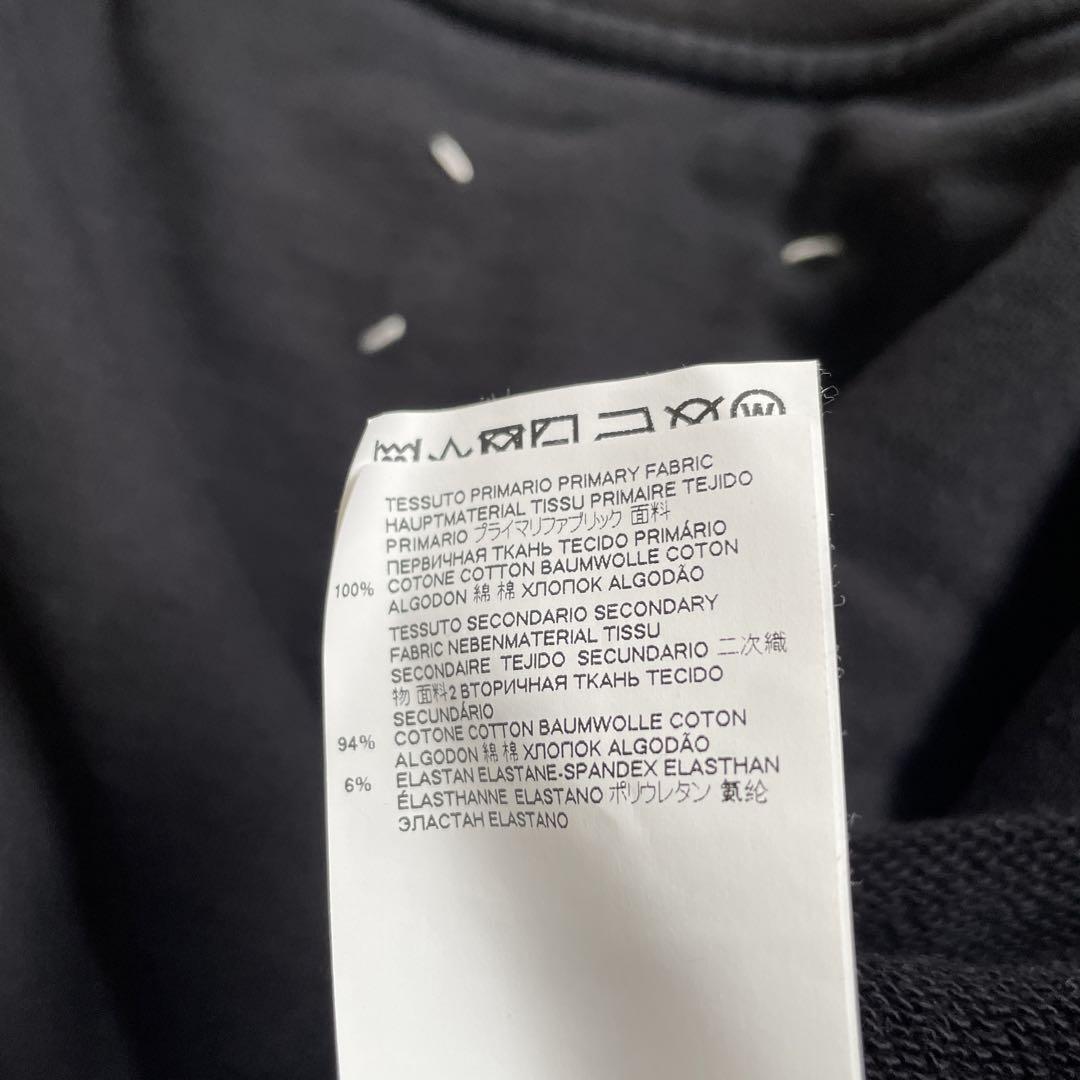 W
TESSUTO PRIMARIO PRIMARY FABRIC
HAUPTMATERIAL TISSU PRIMAIRE TEJIDO
PRIMARIO プライマリファブリック 面料
ПЕРВИЧНАЯ ТКАНЬ TECIDO PRIMÁRIO
100% COTONE COTTON BAUMWOLLE COTON
ALGODON 綿 棉 ХЛОПОК ALGODÃO
TESSUTO SECONDARIO SECONDARY
FABRIC NEBENMATERIAL TISSU
SECONDAIRE TEJIDO SECUNDARIO 二次織
物 面料2 ВТОРИЧНАЯ ТКАНЬ TECIDO
SECUNDÁRIO
94% COTONE COTTON BAUMWOLLE COTON
ALGODON 綿 棉 ХЛОПОК ALGODÃO
6% ELASTAN ELASTANE-SPANDEX ELASTHAN
ÉLASTHANNE ELASTANO ポリウレタン 氨纶
ЭЛАСТАН ELASTANO